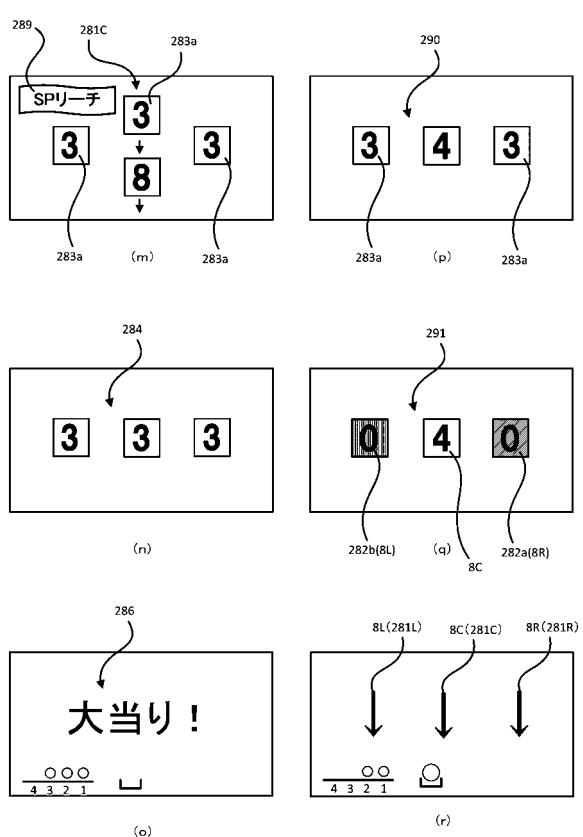 289
281C
283a
SPリーチ
3
3
8
3
283a
(m)
283a
290
3
4
3
283a
(p)
283a
284
3
3
3
(n)
291
0
4
0
282b(8L)
(q)
8C
282a(8R)
286
大当り！
4 3 2 1
(o)
8L(281L)
8C(281C)
8R(281R)
4 3 2 1
(r)